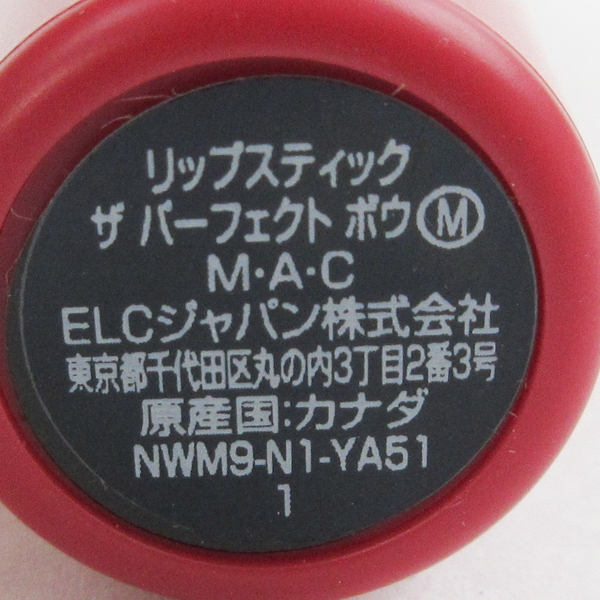 リップスティック
ザ パーフェクト ボウ Ⓜ
M・A・C
ELCジャパン株式会社
東京都千代田区丸の内3丁目2番3号
原産国:カナダ
NWM9-N1-YA51
1